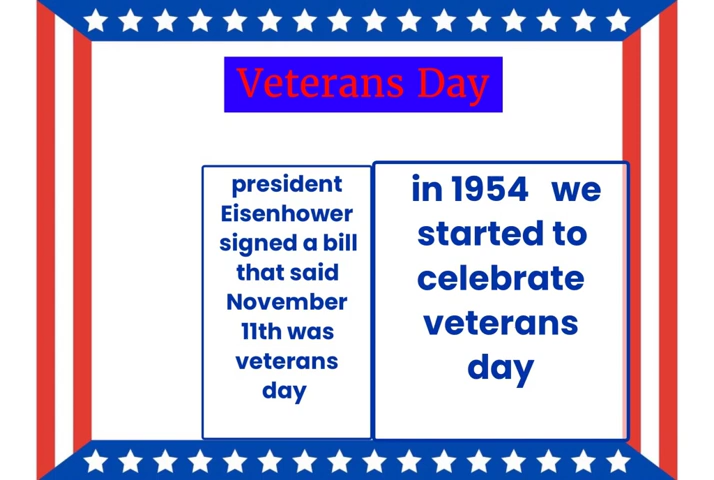 Veterans Day
president
Eisenhower
signed a bill
that said
November
11th was
veterans
day
in 1954 we
started to
celebrate
veterans
day